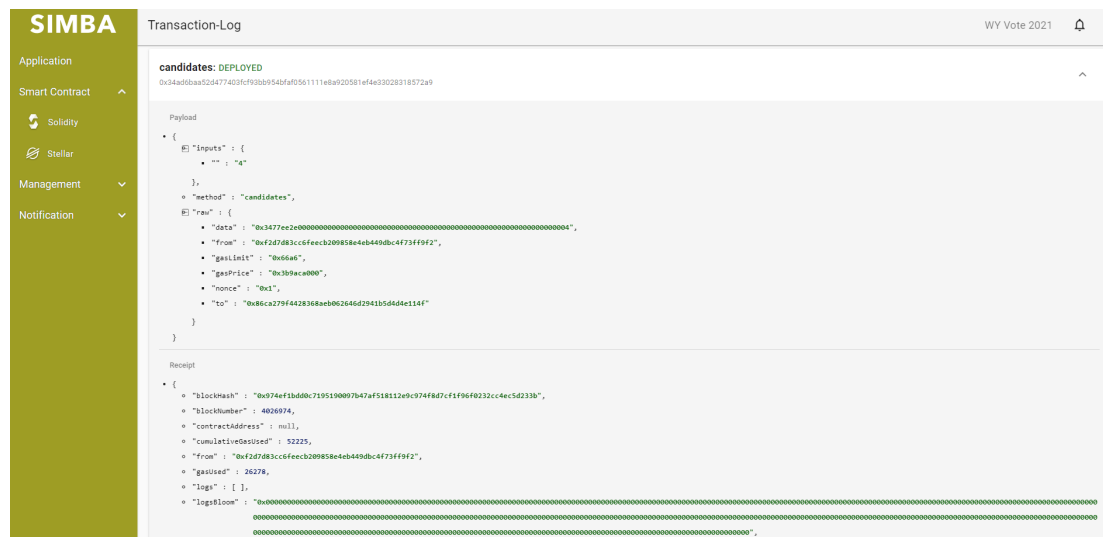 SIMBA
Transaction-Log
WY Vote 2021
Application
Smart Contract
Solidity
Stellar
Management
Notification
candidates: DEPLOYED
0x34ad6baa52d477403fcf93bb954bfaf0561111e8a920581ef4e33028318572a9
Payload
{
"inputs" : {
"" : "4"
},
"method" : "candidates",
"raw" : {
"data" : "0x3477ee2e0000000000000000000000000000000000000000000000000000000000000004",
"from" : "0xf2d7d83cc6feecb209858e4eb449dbc4f73ff9f2",
"gasLimit" : "0x66a6",
"gasPrice" : "0x3b9aca000",
"nonce" : "0x1",
"to" : "0x86ca279f4428368aeb062646d2941b5d4d4e114f"
}
}
Receipt
{
"blockHash" : "0x974ef1bdd0c7195190097b47af518112e9c974f8d7cf1f96f0232cc4ec5d233b",
"blockNumber" : 4026974,
"contractAddress" : null,
"cumulativeGasUsed" : 52225,
"from" : "0xf2d7d83cc6feecb209858e4eb449dbc4f73ff9f2",
"gasUsed" : 26278,
"logs" : [ ],
"logsBloom" :